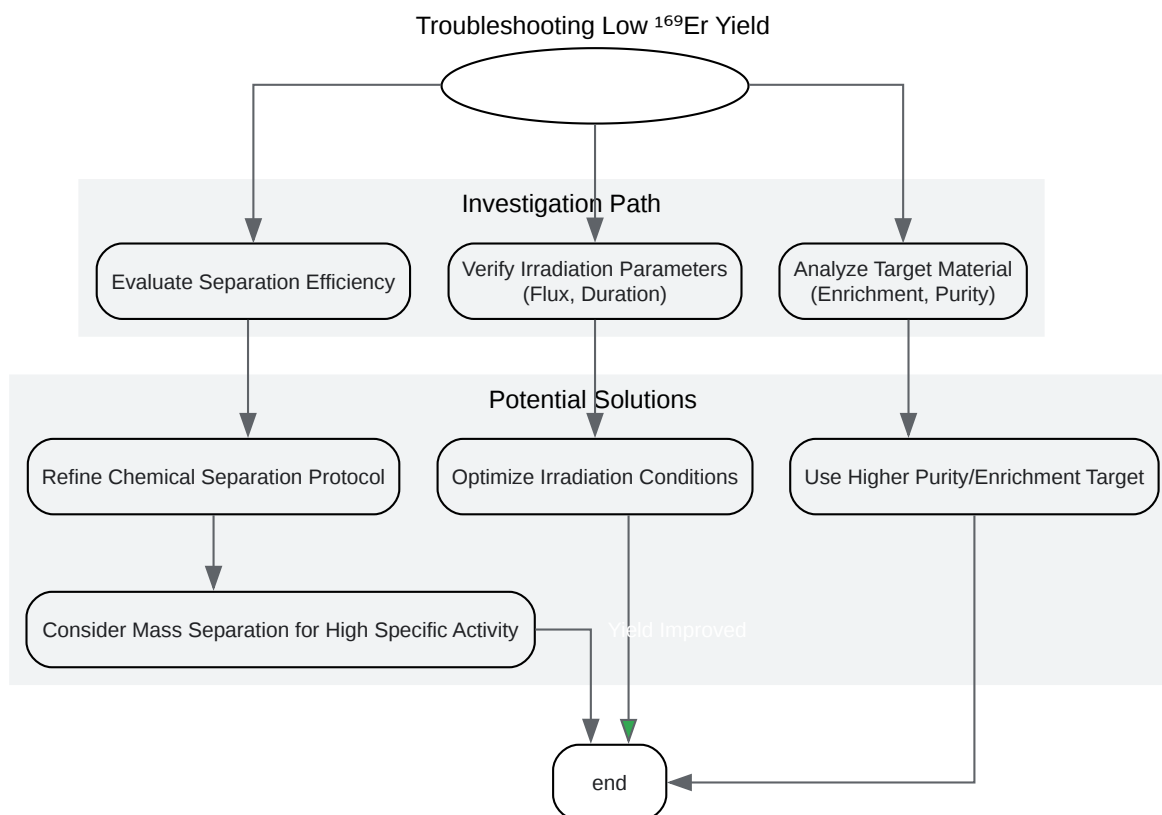 Troubleshooting Low ¹⁶⁹Er Yield
Investigation Path
Evaluate Separation Efficiency
Verify Irradiation Parameters
(Flux, Duration)
Analyze Target Material
(Enrichment, Purity)
Potential Solutions
Refine Chemical Separation Protocol
Optimize Irradiation Conditions
Use Higher Purity/Enrichment Target
Consider Mass Separation for High Specific Activity
Yield Improved
end